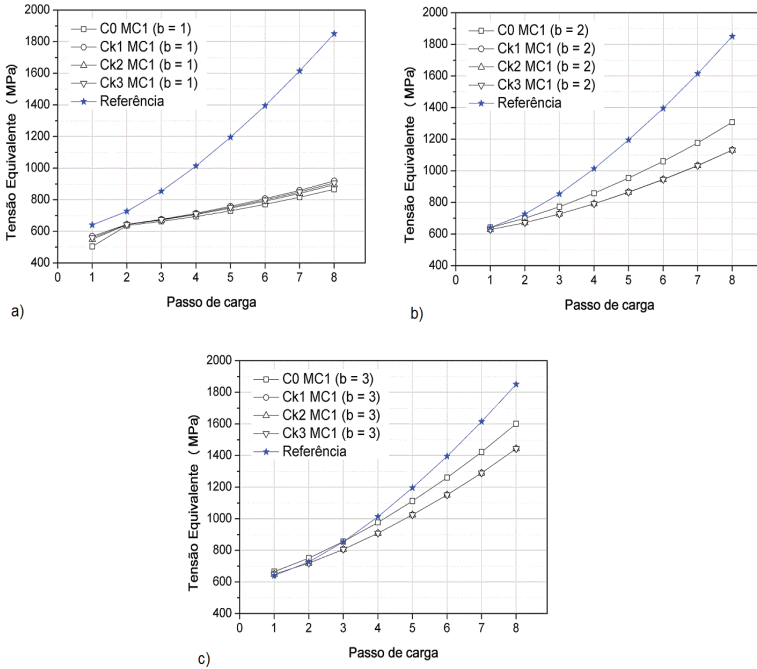 2000
1800
1600
1400
1200
1000
800
600
400
Tensão Equivalente ( MPa)
C0 MC1 (b = 1)
Ck1 MC1 (b = 1)
Ck2 MC1 (b = 1)
Ck3 MC1 (b = 1)
Referência
0 1 2 3 4 5 6 7 8
Passo de carga
a)
2000
1800
1600
1400
1200
1000
800
600
400
Tensão Equivalente ( MPa)
C0 MC1 (b = 2)
Ck1 MC1 (b = 2)
Ck2 MC1 (b = 2)
Ck3 MC1 (b = 2)
Referência
0 1 2 3 4 5 6 7 8
Passo de carga
b)
2000
1800
1600
1400
1200
1000
800
600
400
Tensão Equivalente ( MPa)
C0 MC1 (b = 3)
Ck1 MC1 (b = 3)
Ck2 MC1 (b = 3)
Ck3 MC1 (b = 3)
Referência
0 1 2 3 4 5 6 7 8
Passo de carga
c)